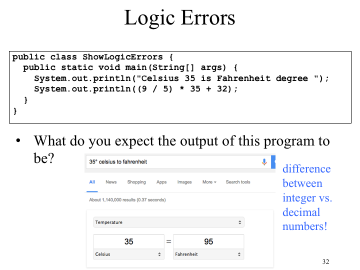 Logic Errors
public class ShowLogicErrors {
public static void main(String[] args) {
System.out.println("Celsius 35 is Fahrenheit degree ");
System.out.println((9 / 5) * 35 + 32);
}
}
• What do you expect the output of this program to
be?
35° celsius to fahrenheit
All News Shopping Apps Images More Search tools
About 1,140,000 results (0.37 seconds)
Temperature
35 = 95
Celsius Fahrenheit
difference
between
integer vs.
decimal
numbers!
32